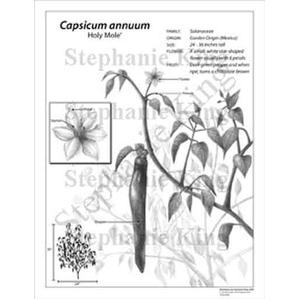 Capsicum annuum
'Holy Mole'
FAMILY: Solanaceae
ORIGIN: Garden Origin (Mexico)
SIZE: 24 - 36 inches tall
FLOWER: A small, white star-shaped
flower usually with 6 petals
FRUIT: Dark green pepper and when
ripe, turns a chocolate brown
Stephanie King
Stephanie King
Stephanie King
Stephanie King